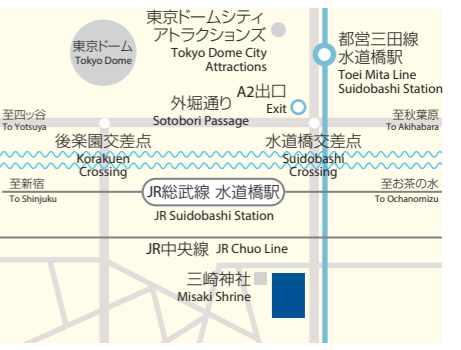 東京ドームシティ
アトラクションズ
Tokyo Dome City
Attractions
東京ドーム
Tokyo Dome
都営三田線
水道橋駅
Toei Mita Line
Suidobashi Station
A2出口
Exit
外堀通り
Sotobori Passage
至四ッ谷
To Yotsuya
至秋葉原
To Akihabara
後楽園交差点
Korakuen
Crossing
水道橋交差点
Suidobashi
Crossing
至新宿
To Shinjuku
JR総武線 水道橋駅
JR Suidobashi Station
至お茶の水
To Ochanomizu
JR中央線 JR Chuo Line
三崎神社
Misaki Shrine